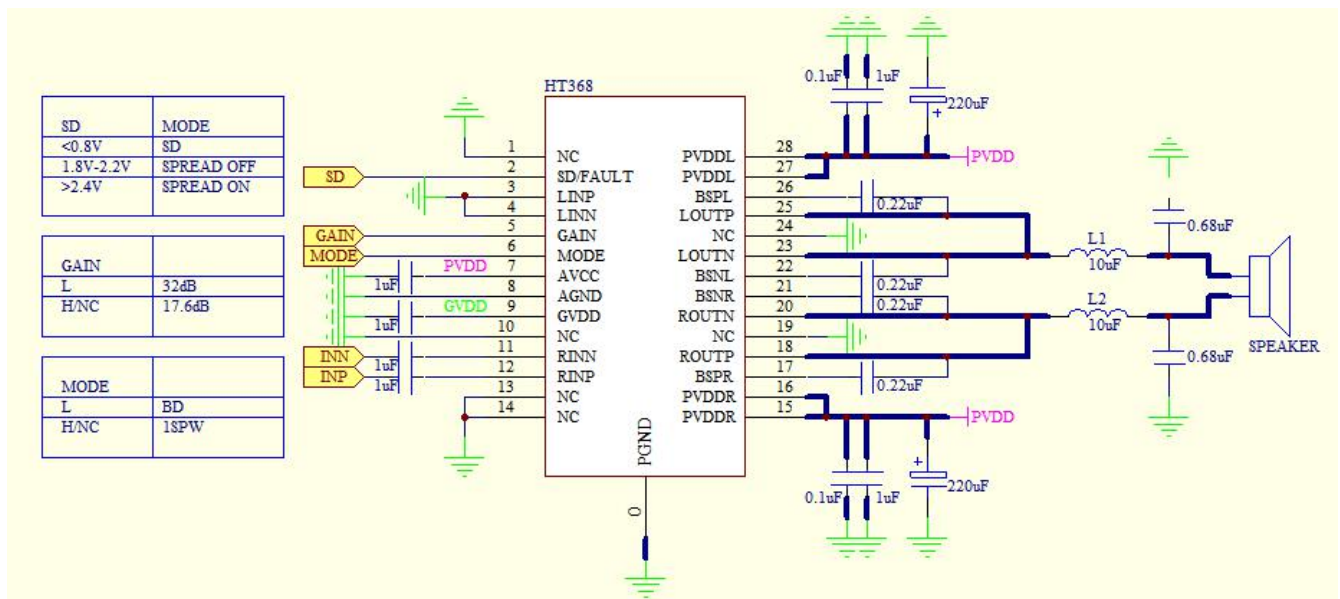 HT368
SD MODE
<0.8V SD
1.8V-2.2V SPREAD OFF
>2.4V SPREAD ON
GAIN
L 32dB
H/NC 17.6dB
MODE
L BD
H/NC 1SPW
SD
GAIN
MODE
PVDD
1uF
GVDD
1uF
INN
INP
1uF
1uF
1 NC
2 SD/FAULT
3 LINP
4 LINN
5 GAIN
6 MODE
7 AVCC
8 AGND
9 GVDD
10 NC
11 RINN
12 RINP
13 NC
14 NC
PGND
0
PVDDL 28
PVDDL 27
BSPL 26
LOUTP 25
NC 24
LOUTN 23
BSNL 22
BSNR 21
ROUTN 20
NC 19
ROUTP 18
BSPR 17
PVDDR 16
PVDDR 15
0.1uF 1uF
+ 220uF
PVDD
0.22uF
0.22uF
0.22uF
0.22uF
L1
10uF
L2
10uF
0.68uF
0.68uF
SPEAKER
PVDD
0.1uF 1uF
+ 220uF